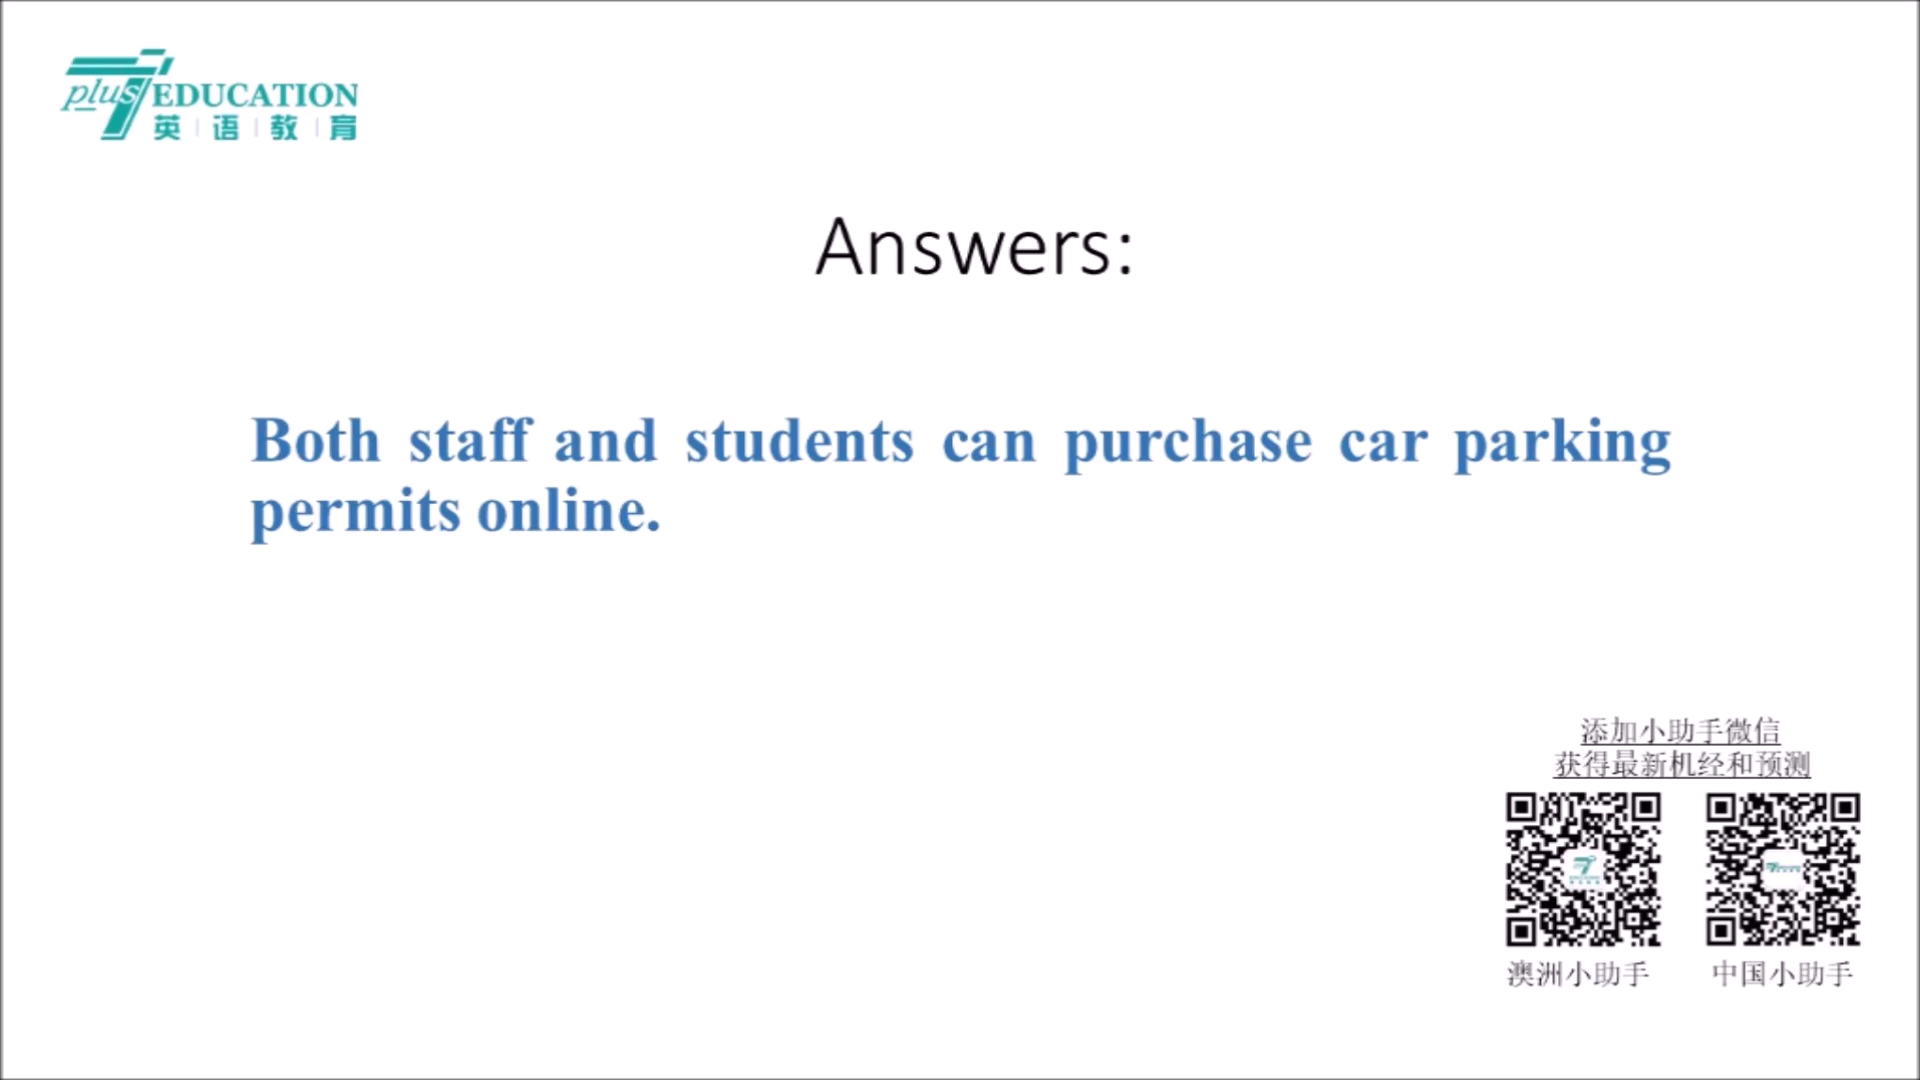 plus 7 EDUCATION
英语教育
Answers:
Both staff and students can purchase car parking
permits online.
添加小助手微信
获得最新机经和预测
澳洲小助手
中国小助手